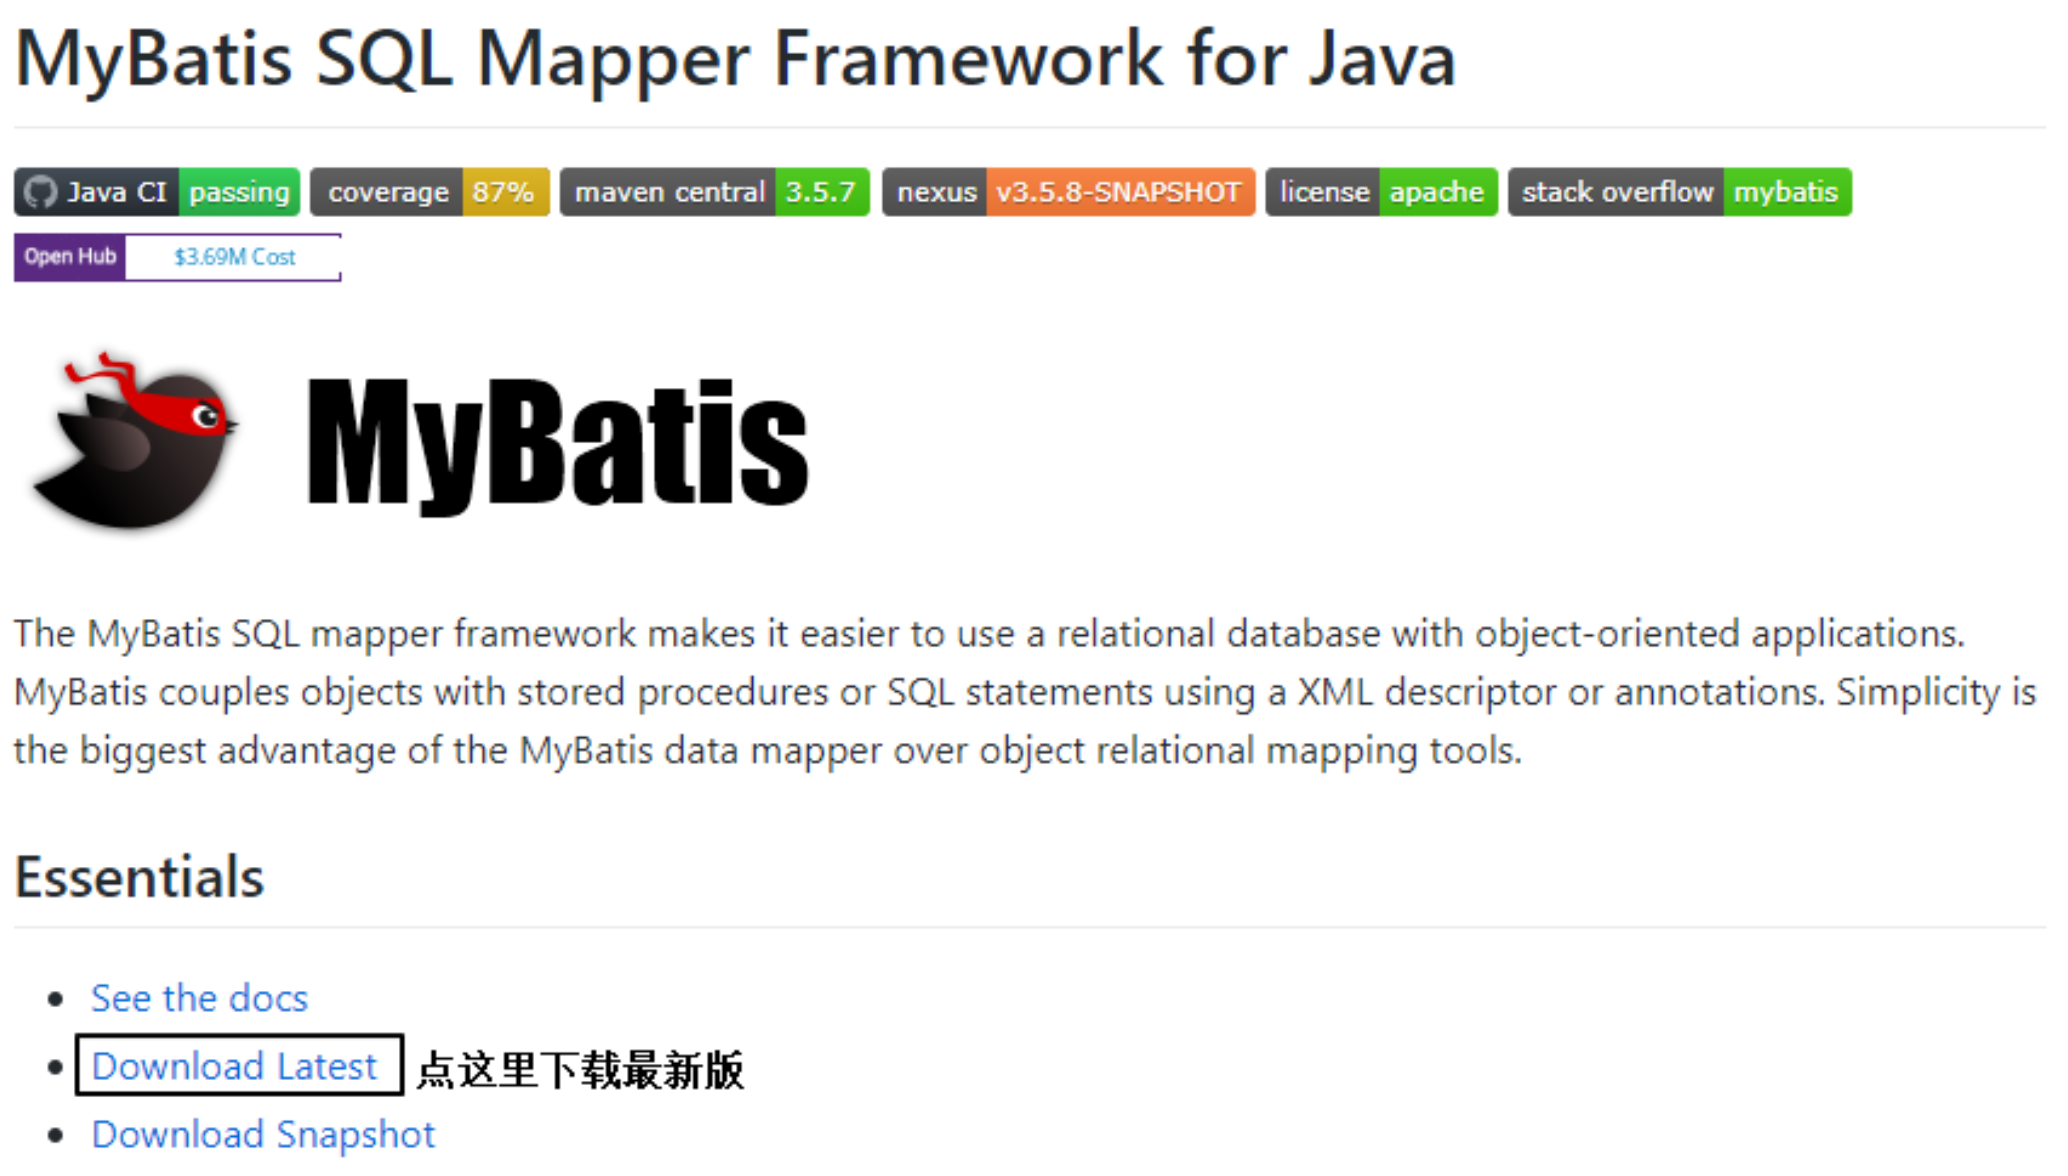 MyBatis SQL Mapper Framework for Java
Java CI passing coverage 87% maven central 3.5.7 nexus v3.5.8-SNAPSHOT license apache stack overflow mybatis
Open Hub $3.69M Cost
MyBatis
The MyBatis SQL mapper framework makes it easier to use a relational database with object-oriented applications.
MyBatis couples objects with stored procedures or SQL statements using a XML descriptor or annotations. Simplicity is
the biggest advantage of the MyBatis data mapper over object relational mapping tools.
Essentials
• See the docs
• Download Latest 点这里下载最新版
• Download Snapshot